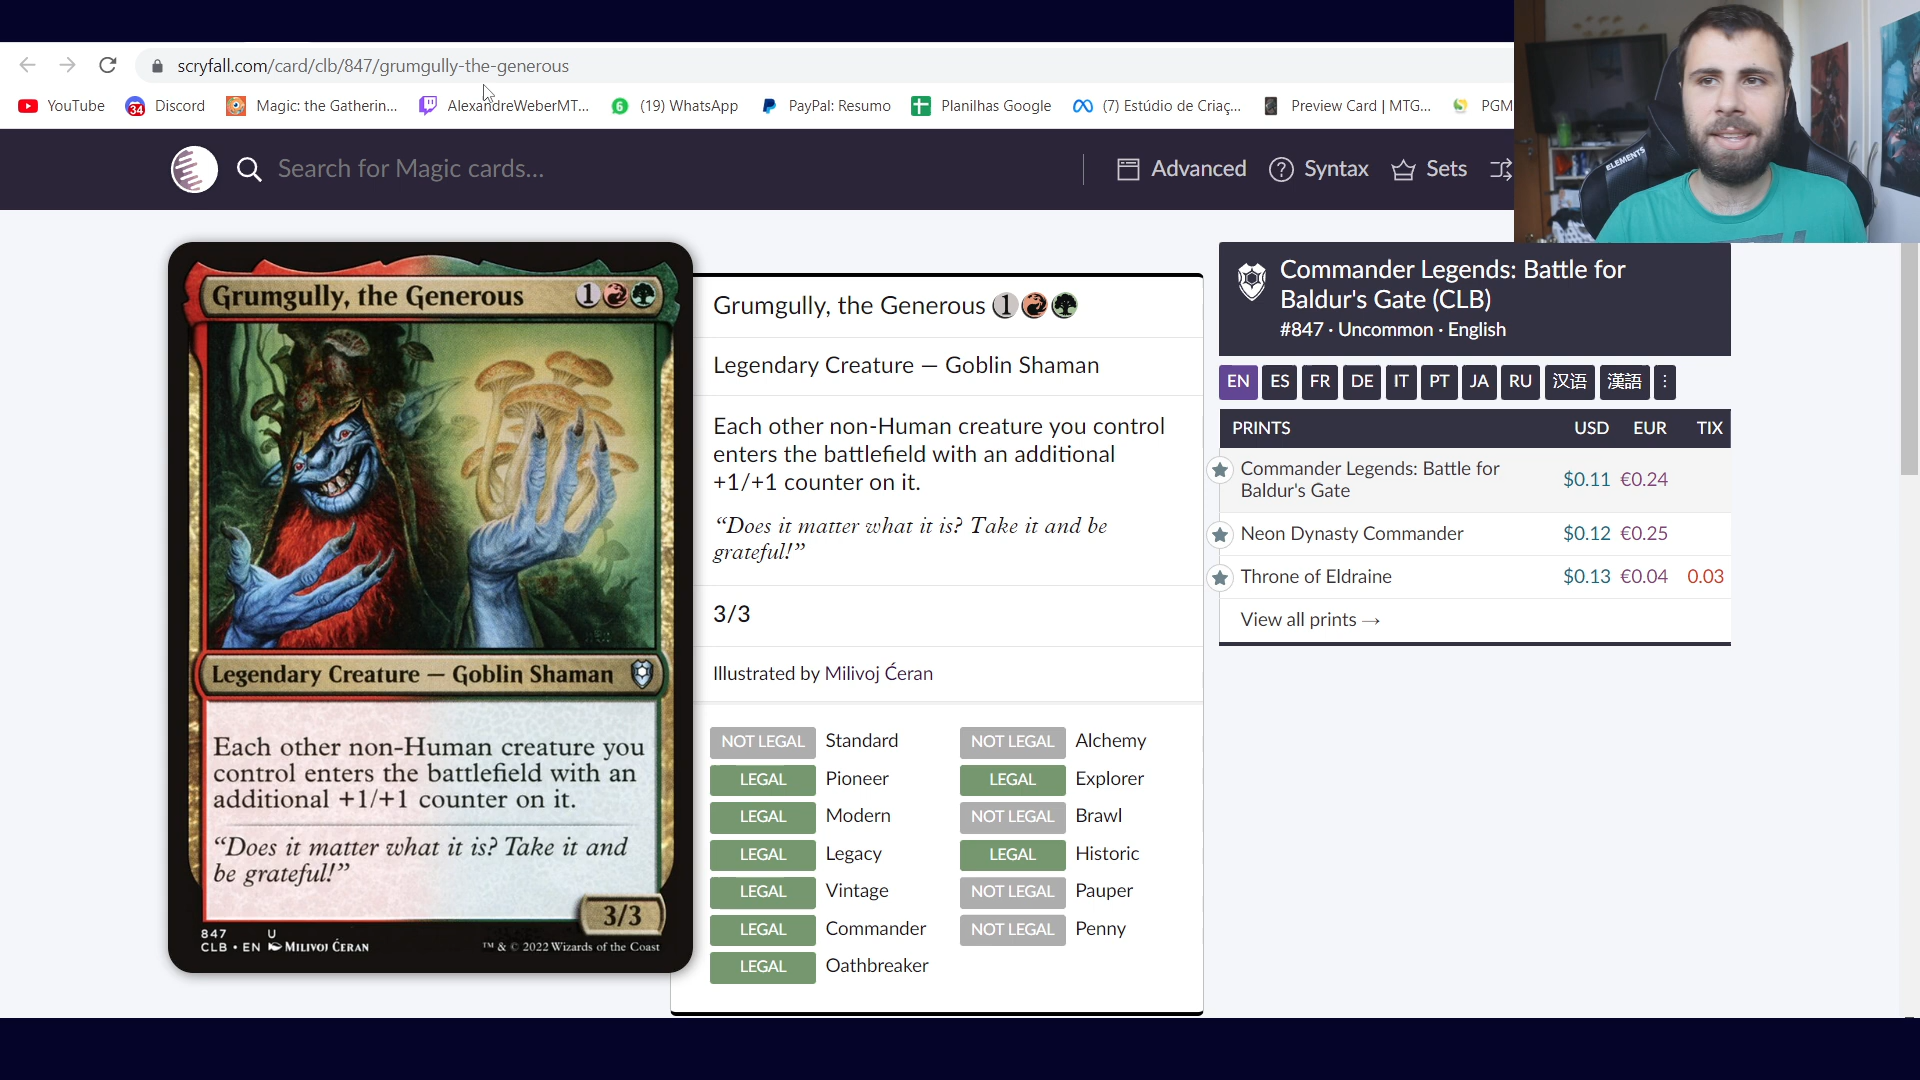 scryfall.com/card/clb/847/grumgully-the-generous
YouTube
34
Discord
Magic: the Gatherin...
AlexandreWeberMT...
6
(19) WhatsApp
PayPal: Resumo
Planilhas Google
(7) Estúdio de Criaç...
Preview Card | MTG...
PGM
Search for Magic cards...
Advanced
? Syntax
Sets
ELEMENTS
Grumgully, the Generous 1
Legendary Creature — Goblin Shaman
Each other non-Human creature you
control enters the battlefield with an
additional +1/+1 counter on it.
“Does it matter what it is? Take it and
be grateful!”
3/3
847 U
CLB • EN MILIVOJ ĆERAN
™ & © 2022 Wizards of the Coast
Grumgully, the Generous 1
Legendary Creature — Goblin Shaman
Each other non-Human creature you control
enters the battlefield with an additional
+1/+1 counter on it.
“Does it matter what it is? Take it and be
grateful!”
3/3
Illustrated by Milivoj Ćeran
NOT LEGAL Standard NOT LEGAL Alchemy
LEGAL Pioneer LEGAL Explorer
LEGAL Modern NOT LEGAL Brawl
LEGAL Legacy LEGAL Historic
LEGAL Vintage NOT LEGAL Pauper
LEGAL Commander NOT LEGAL Penny
LEGAL Oathbreaker
Commander Legends: Battle for
Baldur's Gate (CLB)
#847 · Uncommon · English
EN ES FR DE IT PT JA RU 汉语 漢語
PRINTS USD EUR TIX
Commander Legends: Battle for
Baldur's Gate $0.11 €0.24
Neon Dynasty Commander $0.12 €0.25
Throne of Eldraine $0.13 €0.04 0.03
View all prints →